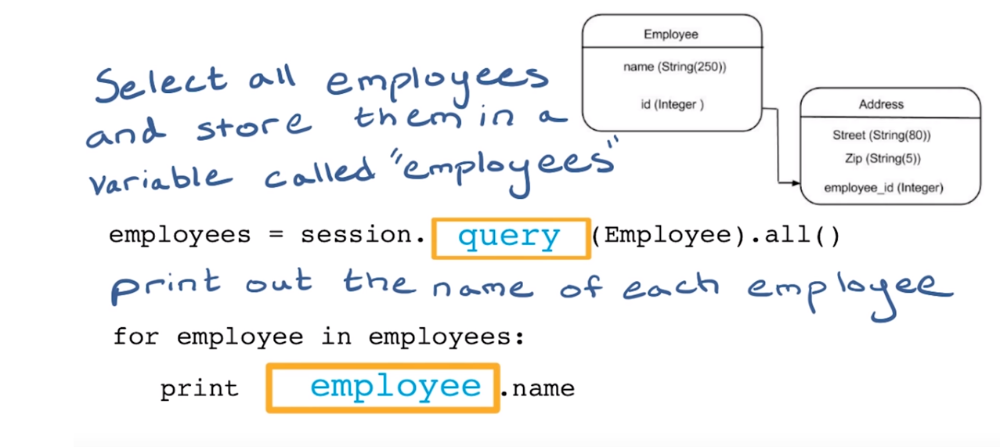 Select all employees
and store them in a
variable called "employees"
Employee
name (String(250))
id (Integer )
Address
Street (String(80))
Zip (String(5))
employee_id (Integer)
employees = session. query (Employee).all()
print out the name of each employee
for employee in employees:
print employee .name